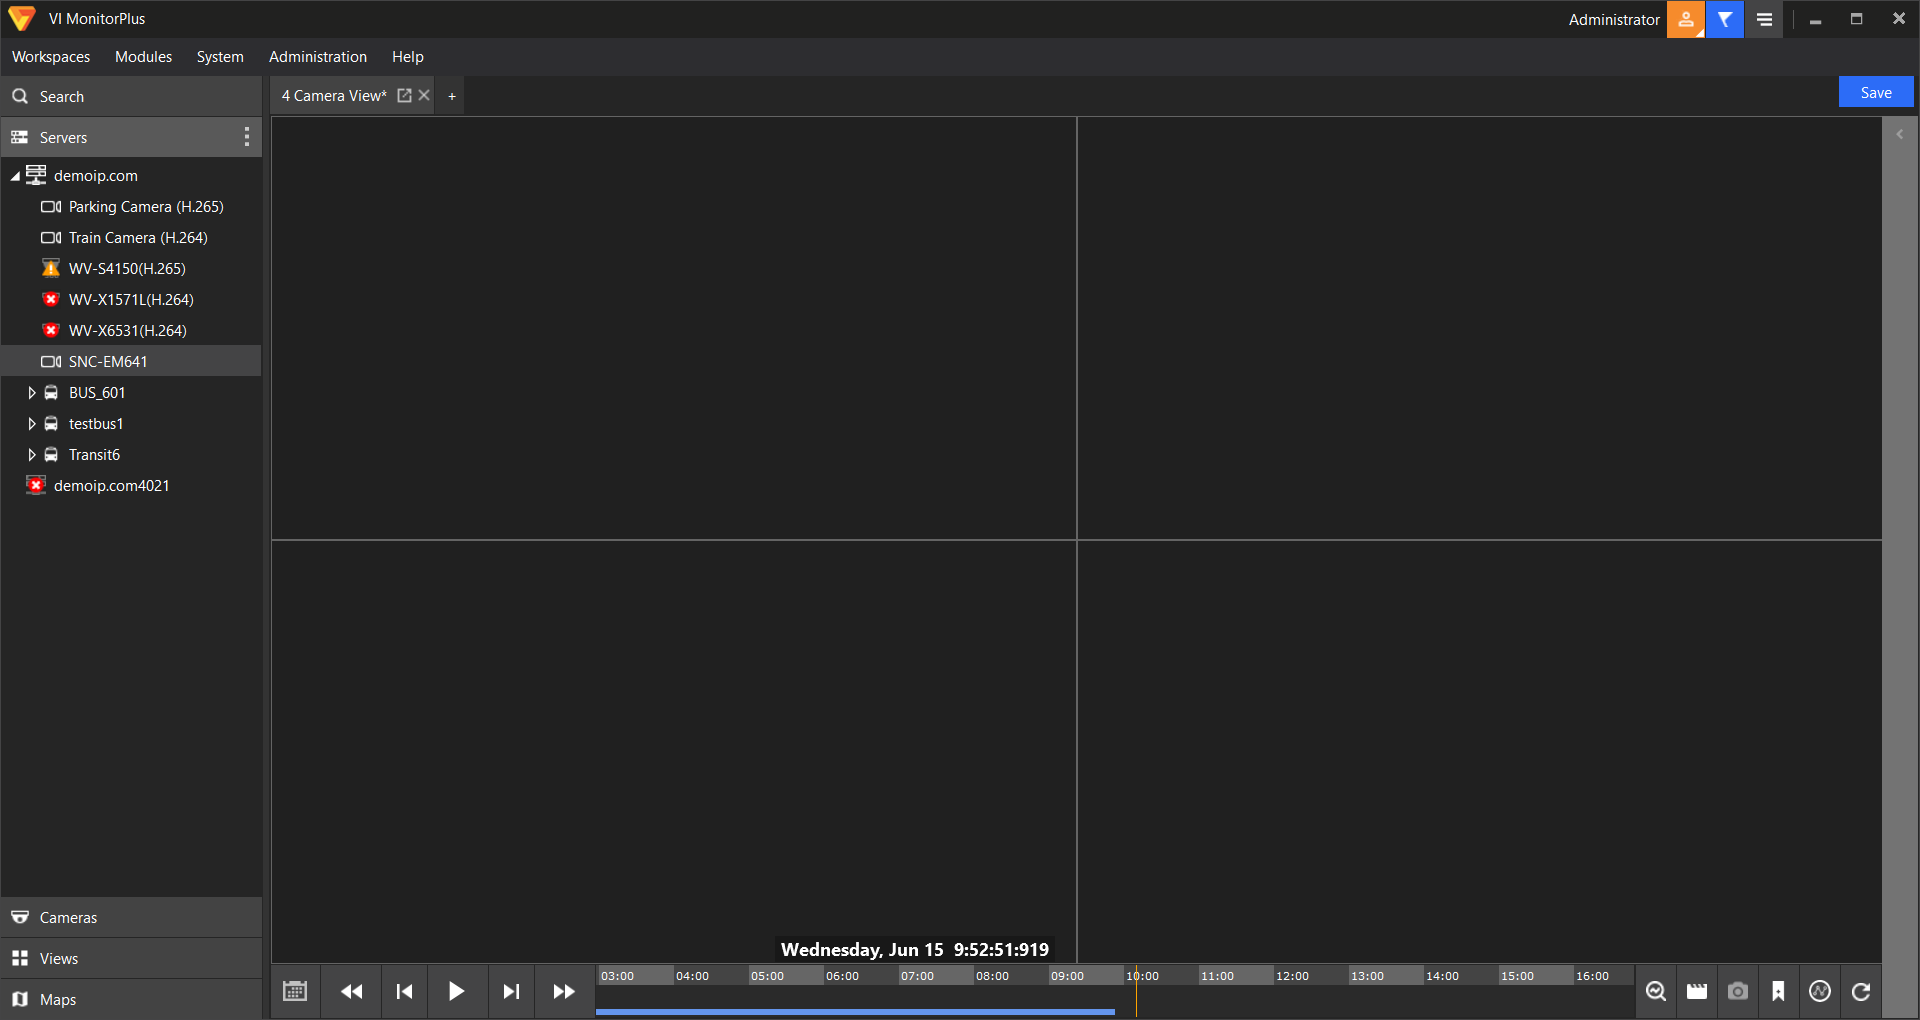 VI MonitorPlus
Administrator
Workspaces Modules System Administration Help
Search
4 Camera View* +
Save
Servers
demoip.com
Parking Camera (H.265)
Train Camera (H.264)
WV-S4150(H.265)
WV-X1571L(H.264)
WV-X6531(H.264)
SNC-EM641
BUS_601
testbus1
Transit6
demoip.com4021
Cameras
Views
Maps
Wednesday, Jun 15 9:52:51:919
03:00 04:00 05:00 06:00 07:00 08:00 09:00 10:00 11:00 12:00 13:00 14:00 15:00 16:00